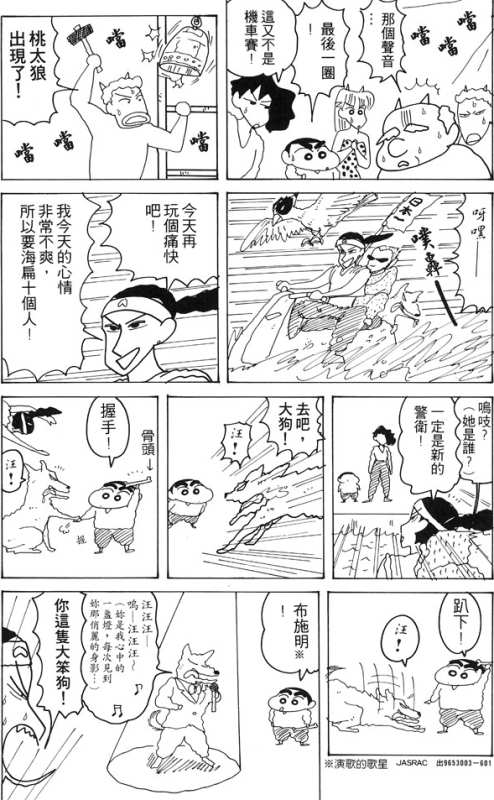 噹
噹
噹
那個聲音
…
最後一圈!
這又不是
機車賽!
噹
噹
桃太狼
出現了!
噹
噹
噹
呀嘿──
噗轟
日本一
今天再
玩個痛快
吧!
我今天的心情
非常不爽,
所以要海扁十個人!
嗚吱?
(她是誰?)
一定是新的
警衛!
去吧,
大狗!
汪!
骨頭↓
握手!
握
汪!
趴下!
汪!
布施明※
汪汪汪──
嗚─汪汪汪~
(妳是我心中的
一盞燈,每次見到
妳那俏麗的身影…)
你這隻大笨狗!
※演歌的歌星 JASRAC 出9653003-601